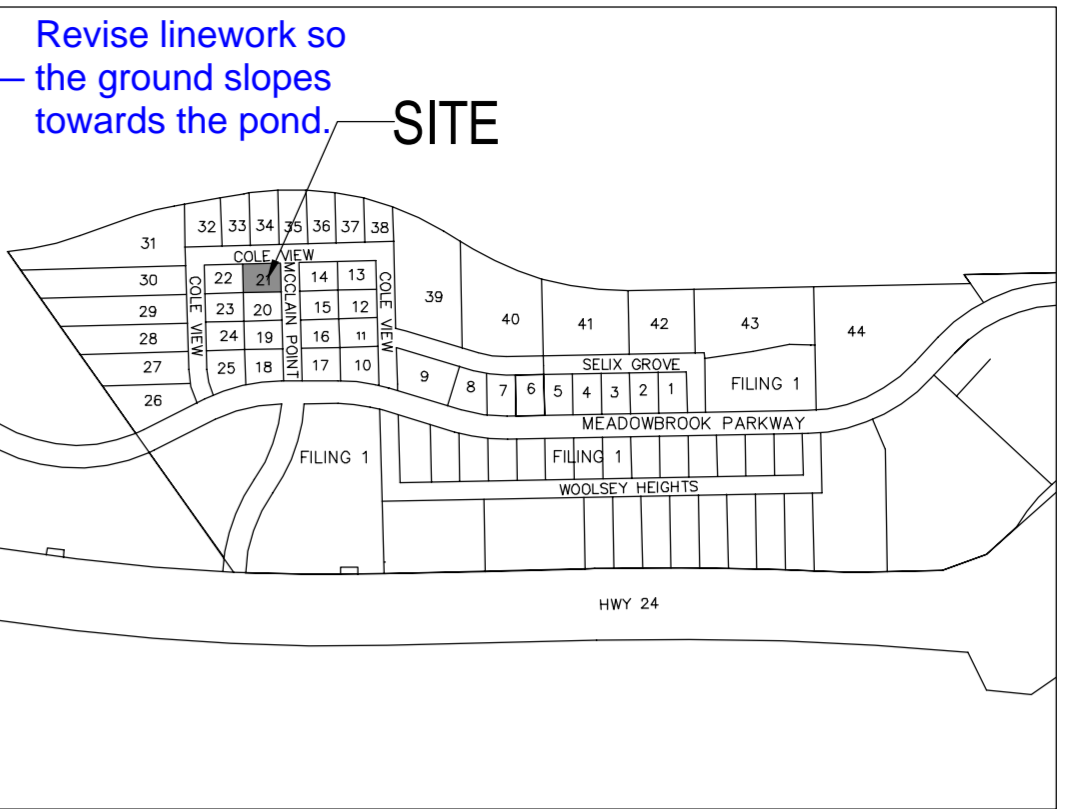 Revise linework so
the ground slopes
towards the pond.
SITE
32 33 34 35 36 37 38
31
COLE VIEW
30 22 21 14 13
39
29 23 20 15 12
40 41 42 43 44
28 24 19 16 11
COLE VIEW
MCCLAIN POINT
COLE VIEW
27 25 18 17 10
SELIX GROVE
26
9 8 7 6 5 4 3 2 1
FILING 1
MEADOWBROOK PARKWAY
FILING 1
FILING 1
WOOLSEY HEIGHTS
HWY 24